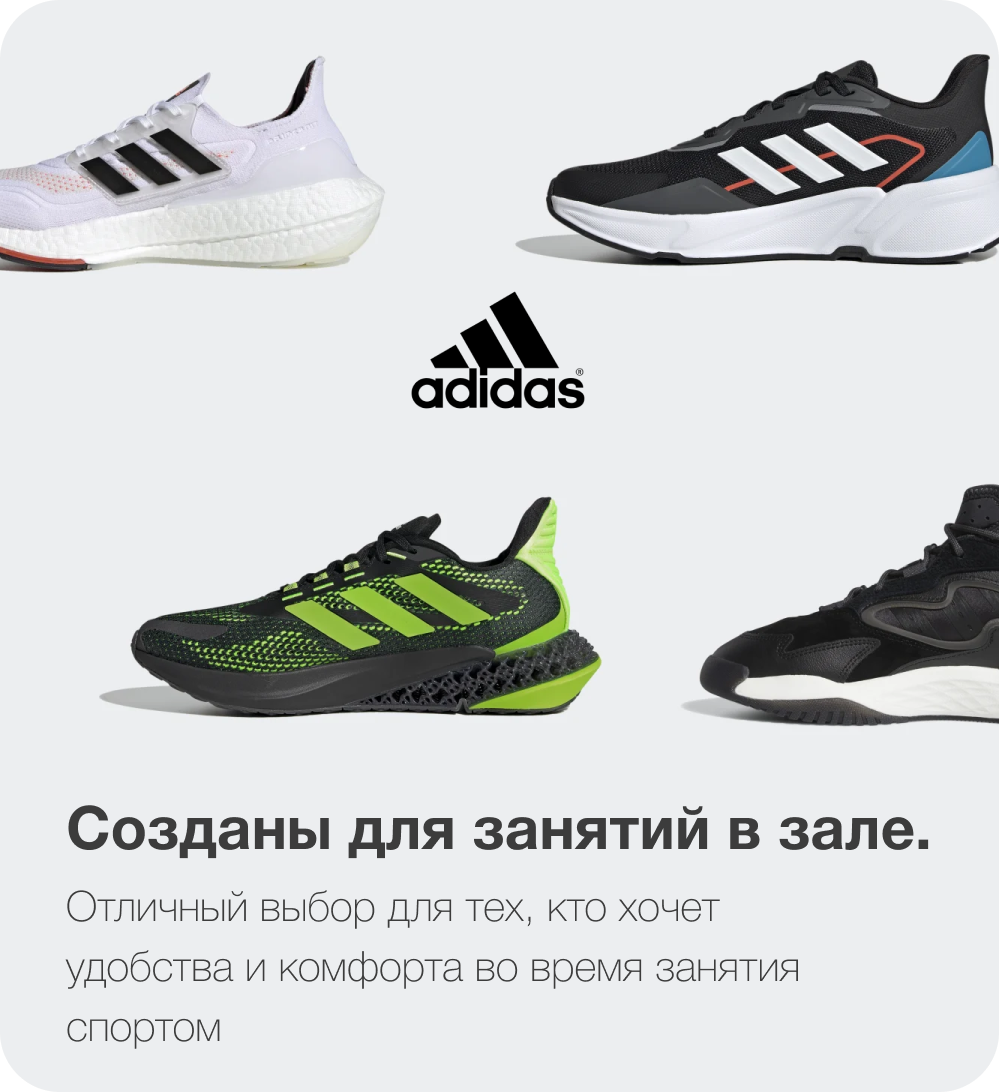 adidas®
Созданы для занятий в зале.
Отличный выбор для тех, кто хочет
удобства и комфорта во время занятия
спортом